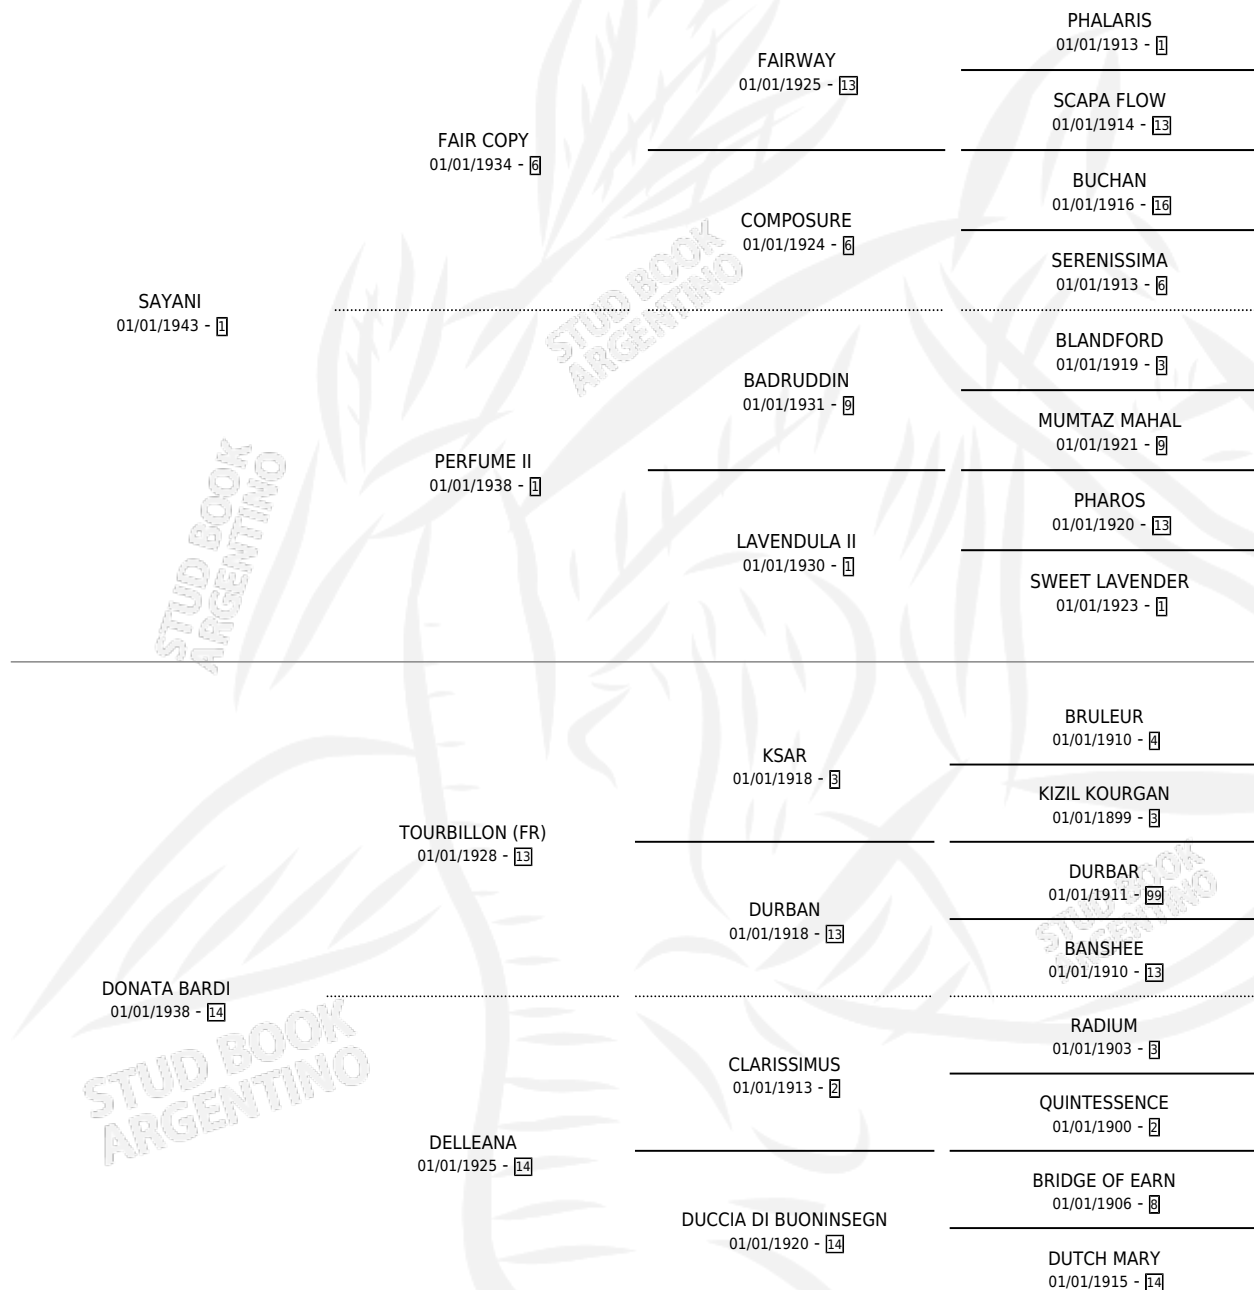 PHALARIS
01/01/1913 - 1
FAIRWAY
01/01/1925 - 13
SCAPA FLOW
01/01/1914 - 13
FAIR COPY
01/01/1934 - 6
BUCHAN
01/01/1916 - 16
COMPOSURE
01/01/1924 - 6
SERENISSIMA
01/01/1913 - 6
SAYANI
01/01/1943 - 1
BLANDFORD
01/01/1919 - 3
BADRUDDIN
01/01/1931 - 9
MUMTAZ MAHAL
01/01/1921 - 9
PERFUME II
01/01/1938 - 1
PHAROS
01/01/1920 - 13
LAVENDULA II
01/01/1930 - 1
SWEET LAVENDER
01/01/1923 - 1
BRULEUR
01/01/1910 - 4
KSAR
01/01/1918 - 3
KIZIL KOURGAN
01/01/1899 - 3
TOURBILLON (FR)
01/01/1928 - 13
DURBAR
01/01/1911 - 99
DURBAN
01/01/1918 - 13
BANSHEE
01/01/1910 - 13
DONATA BARDI
01/01/1938 - 14
RADIUM
01/01/1903 - 3
CLARISSIMUS
01/01/1913 - 2
QUINTESSENCE
01/01/1900 - 2
DELLEANA
01/01/1925 - 14
BRIDGE OF EARN
01/01/1906 - 8
DUCCIA DI BUONINSEGN
01/01/1920 - 14
DUTCH MARY
01/01/1915 - 14
STUD BOOK
ARGENTINO
STUD BOOK
ARGENTINO
STUD BOOK
ARGENTINO
STUD BOOK
ARGENTINO